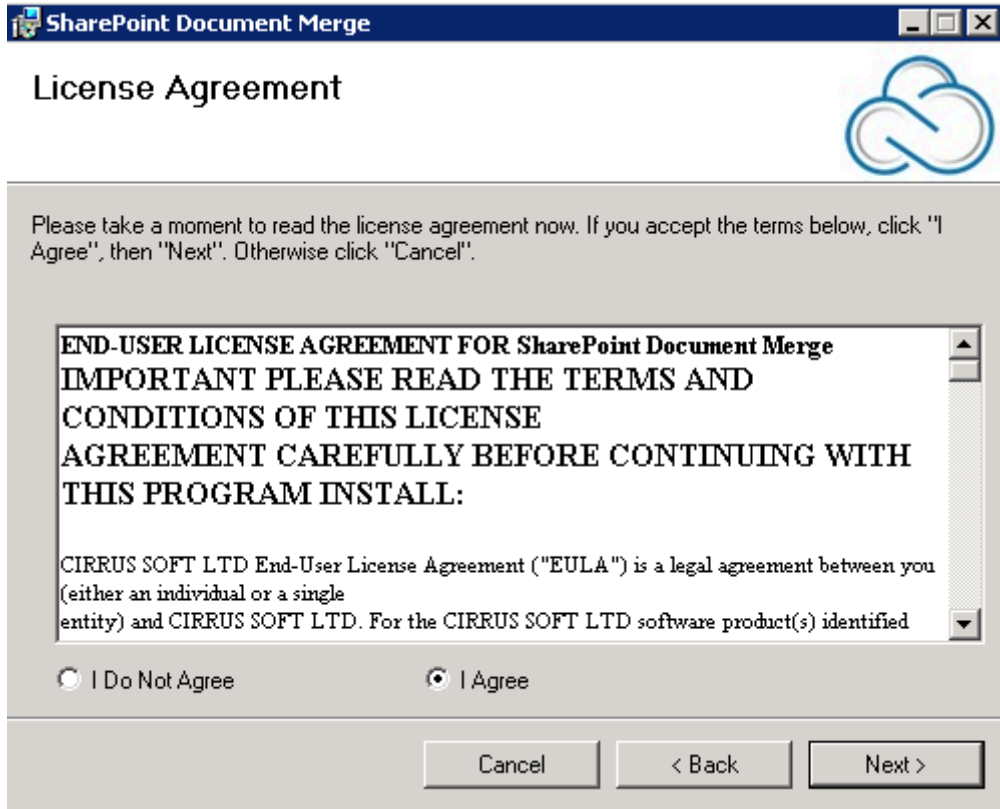 SharePoint Document Merge
License Agreement
Please take a moment to read the license agreement now. If you accept the terms below, click "I
Agree", then "Next". Otherwise click "Cancel".
END-USER LICENSE AGREEMENT FOR SharePoint Document Merge
IMPORTANT PLEASE READ THE TERMS AND
CONDITIONS OF THIS LICENSE
AGREEMENT CAREFULLY BEFORE CONTINUING WITH
THIS PROGRAM INSTALL:
CIRRUS SOFT LTD End-User License Agreement ("EULA") is a legal agreement between you
(either an individual or a single
entity) and CIRRUS SOFT LTD. For the CIRRUS SOFT LTD software product(s) identified
I Do Not Agree
I Agree
Cancel
< Back
Next >